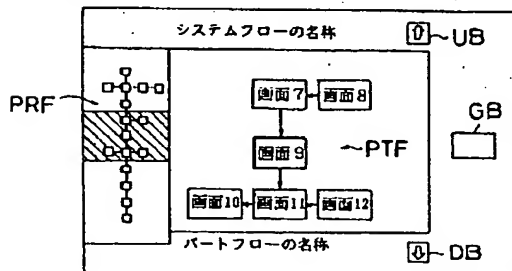 システムフローの名称
UB
PRF
画面7
画面8
GB
画面9
PTF
画面10
画面11
画面12
パートフローの名称
DB